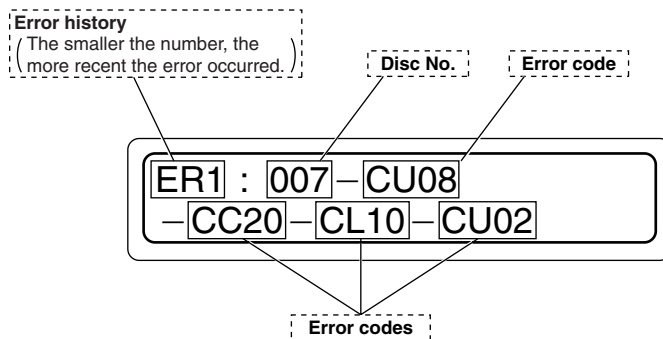 Error history
(The smaller the number, the
more recent the error occurred.)
Disc No.
Error code
ER1 : 007–CU08
–CC20–CL10–CU02
Error codes